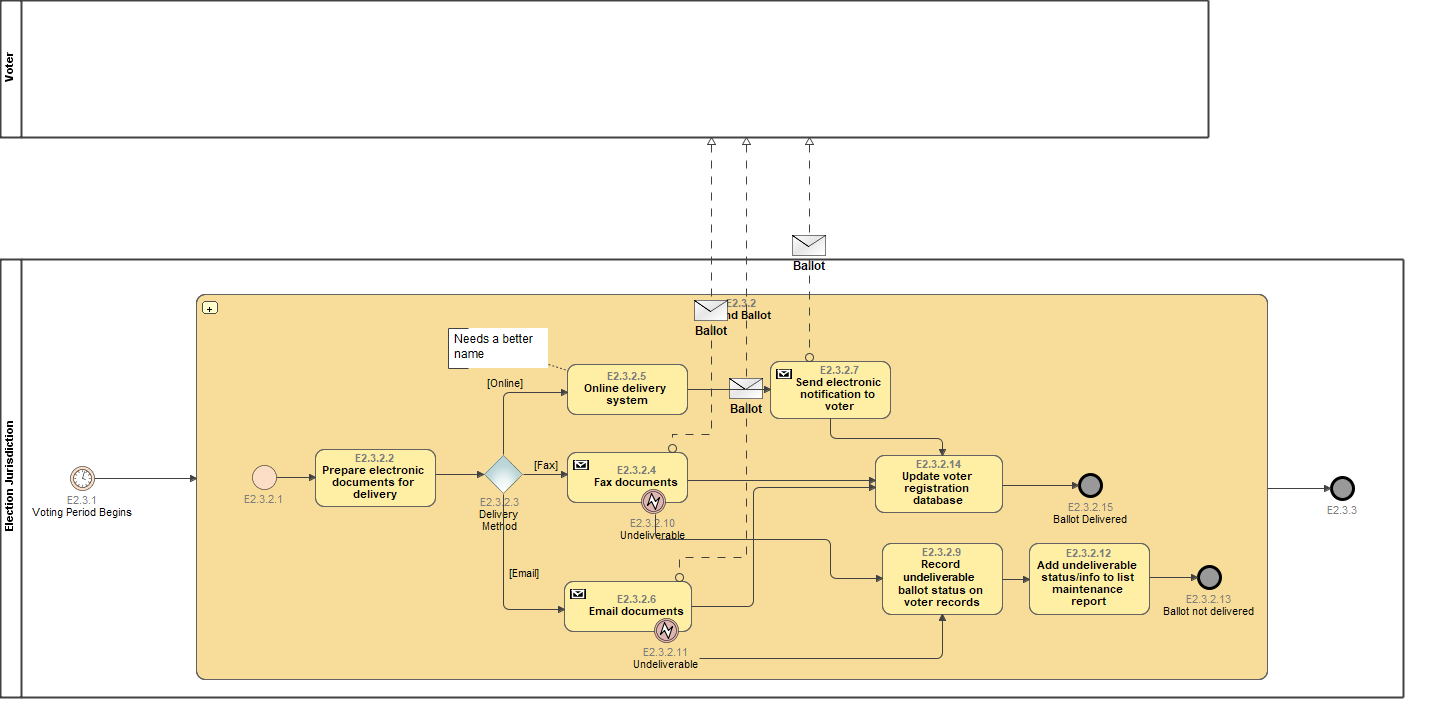 Voter
Election Jurisdiction
Ballot
E2.3.2
nd Ballot
Ballot
Needs a better
name
[Online]
E2.3.2.5
Online delivery
system
Ballot
E2.3.2.7
Send electronic
notification to
voter
E2.3.1
Voting Period Begins
E2.3.2.1
E2.3.2.2
Prepare electronic
documents for
delivery
E2.3.2.3
Delivery
Method
[Fax]
E2.3.2.4
Fax documents
E2.3.2.10
Undeliverable
E2.3.2.14
Update voter
registration
database
E2.3.2.15
Ballot Delivered
E2.3.3
[Email]
E2.3.2.6
Email documents
E2.3.2.11
Undeliverable
E2.3.2.9
Record
undeliverable
ballot status on
voter records
E2.3.2.12
Add undeliverable
status/info to list
maintenance
report
E2.3.2.13
Ballot not delivered